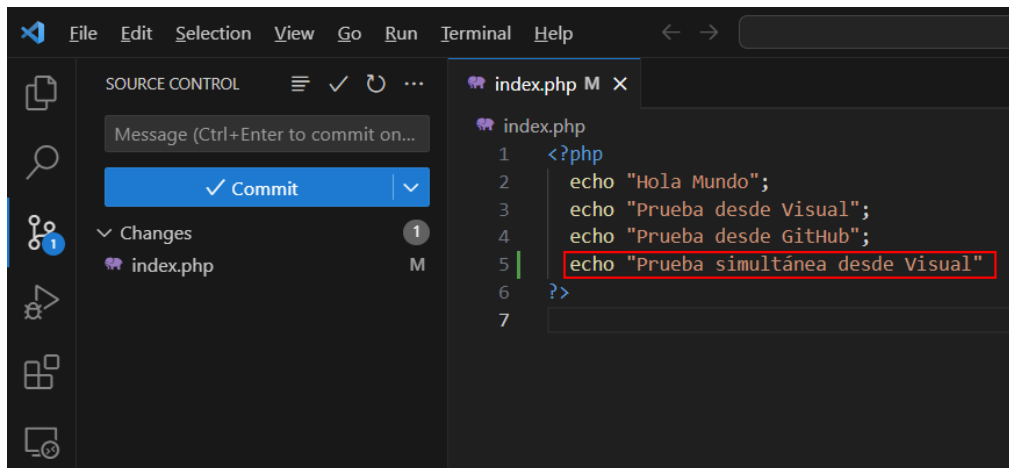 File Edit Selection View Go Run Terminal Help
SOURCE CONTROL
index.php M
Message (Ctrl+Enter to commit on...
Commit
Changes 1
index.php M
1
index.php
1 <?php
2 echo "Hola Mundo";
3 echo "Prueba desde Visual";
4 echo "Prueba desde GitHub";
5 echo "Prueba simultánea desde Visual"
6 ?>
7